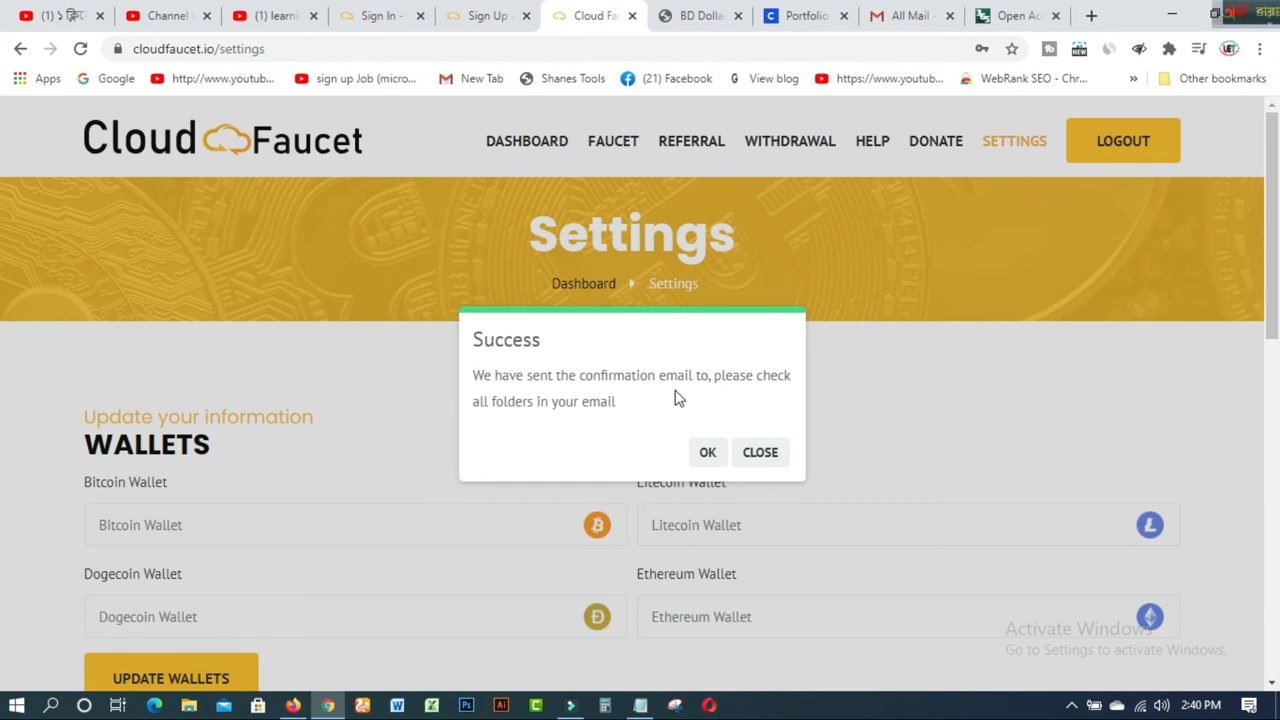 (1) ১ ক্লিকে
Channel
(1) learni
Sign In -
Sign Up
Cloud Fa
BD Dolla
Portfolio
All Mail -
Open Ac
cloudfaucet.io/settings
Apps
Google
http://www.youtub...
sign up Job (micro...
New Tab
Shanes Tools
(21) Facebook
View blog
https://www.youtub...
WebRank SEO - Chr...
»
Other bookmarks
Cloud Faucet
DASHBOARD
FAUCET
REFERRAL
WITHDRAWAL
HELP
DONATE
SETTINGS
LOGOUT
Settings
Dashboard
Settings
Success
We have sent the confirmation email to, please check
all folders in your email
OK
CLOSE
Update your information
WALLETS
Bitcoin Wallet
Litecoin Wallet
Bitcoin Wallet
Litecoin Wallet
Dogecoin Wallet
Ethereum Wallet
Dogecoin Wallet
Ethereum Wallet
UPDATE WALLETS
Activate Windows
Go to Settings to activate Windows.
2:40 PM